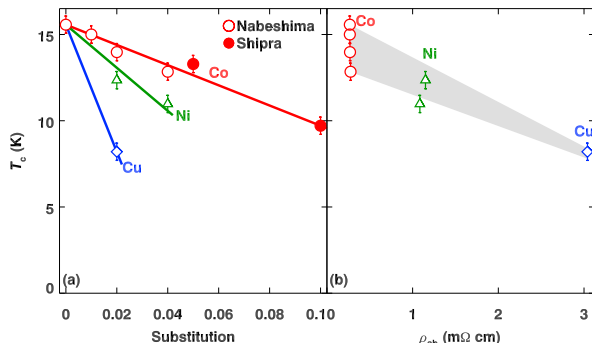 15
10
5
0
T_c (K)
Nabeshima
Shipra
Co
Ni
Cu
(a)
0 0.02 0.04 0.06 0.08 0.10
Substitution
Co
Ni
Cu
(b)
1 2 3
(mΩ cm)